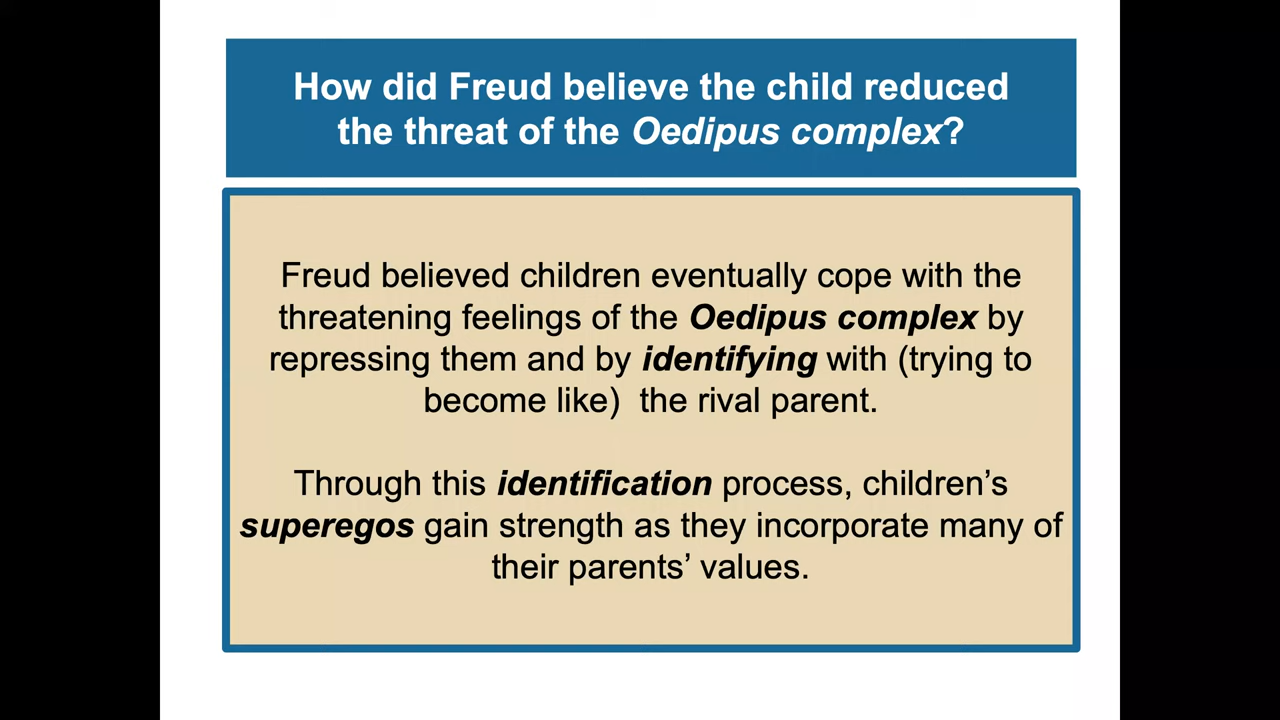 How did Freud believe the child reduced
the threat of the Oedipus complex?
Freud believed children eventually cope with the
threatening feelings of the Oedipus complex by
repressing them and by identifying with (trying to
become like)  the rival parent.
Through this identification process, children’s
superegos gain strength as they incorporate many of
their parents’ values.